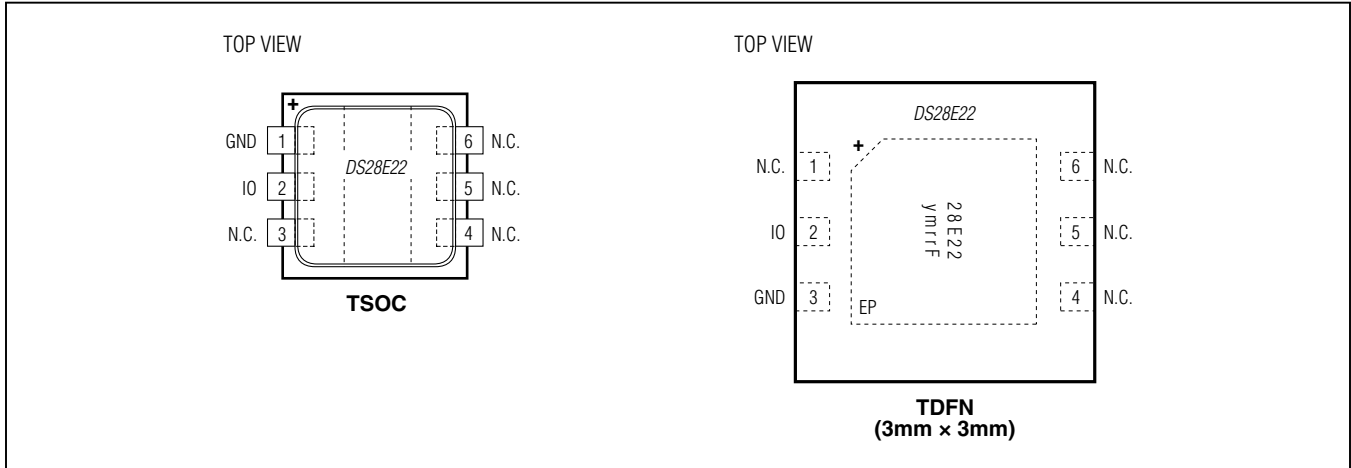 TOP VIEW
+
DS28E22
GND 1
IO 2
N.C. 3
6 N.C.
5 N.C.
4 N.C.
TSOC
TOP VIEW
DS28E22
+
N.C. 1
IO 2
GND 3
28E22
ymrrF
EP
6 N.C.
5 N.C.
4 N.C.
TDFN
(3mm × 3mm)